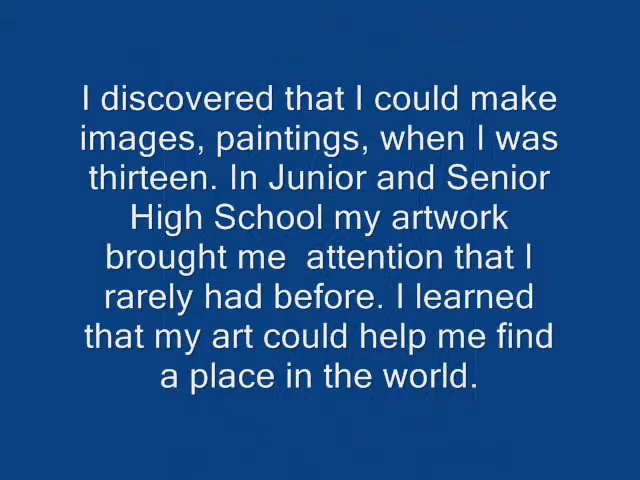 I discovered that I could make
images, paintings, when I was
thirteen. In Junior and Senior
High School my artwork
brought me  attention that I
rarely had before. I learned
that my art could help me find
a place in the world.